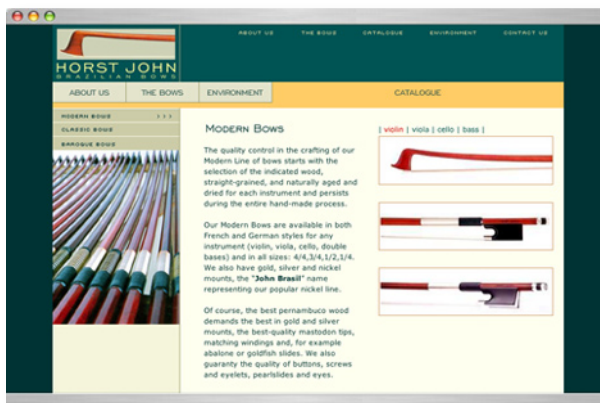 ABOUT US THE BOWS CATALOGUE ENVIRONMENT CONTACT US
HORST JOHN
BRAZILIAN BOWS
ABOUT US THE BOWS ENVIRONMENT CATALOGUE
MODERN BOWS >>>
CLASSIC BOWS
BAROQUE BOWS
Modern Bows
The quality control in the crafting of our
Modern Line of bows starts with the
selection of the indicated wood,
straight-grained, and naturally aged and
dried for each instrument and persists
during the entire hand-made process.
Our Modern Bows are available in both
French and German styles for any
instrument (violin, viola, cello, double
bases) and in all sizes: 4/4,3/4,1/2,1/4.
We also have gold, silver and nickel
mounts, the "John Brasil" name
representing our popular nickel line.
Of course, the best pernambuco wood
demands the best in gold and silver
mounts, the best-quality mastodon tips,
matching windings and, for example
abalone or goldfish slides. We also
guaranty the quality of buttons, screws
and eyelets, pearlslides and eyes.
| violin | viola | cello | bass |